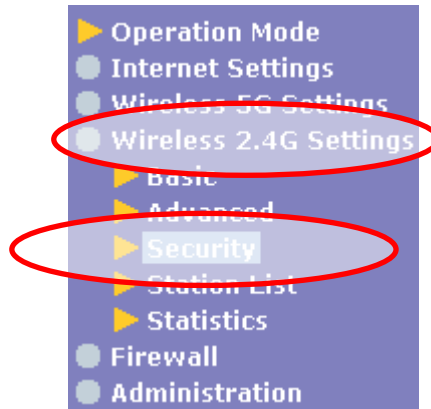 Operation Mode
Internet Settings
Wireless 5G Settings
Wireless 2.4G Settings
Basic
Advanced
Security
Station List
Statistics
Firewall
Administration